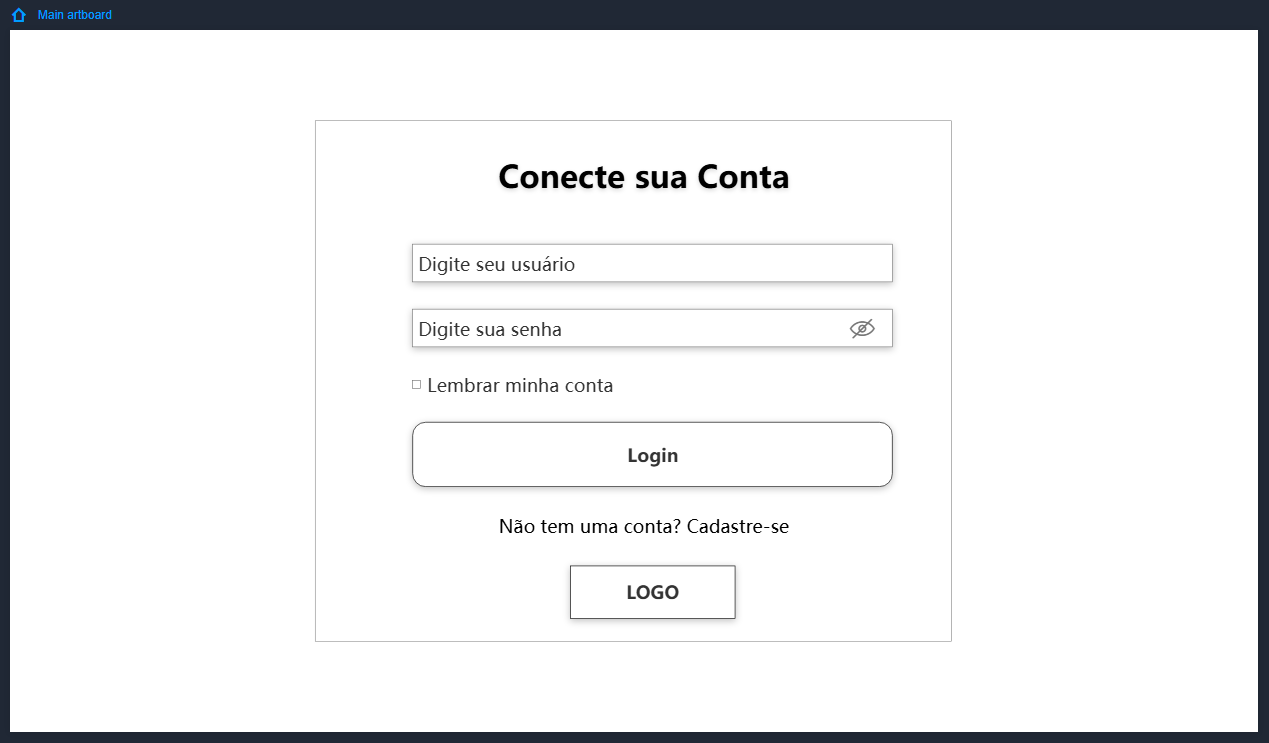 Main artboard
Conecte sua Conta
Digite seu usuário
Digite sua senha
Lembrar minha conta
Login
Não tem uma conta? Cadastre-se
LOGO